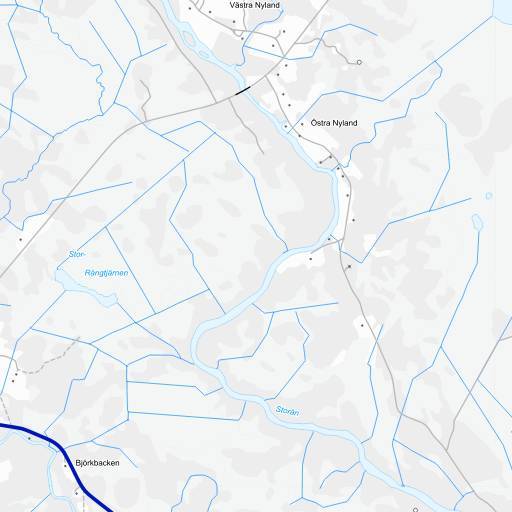 Västra Nyland
Östra Nyland
Stor-
Rångtjärnen
Storån
Björkbacken